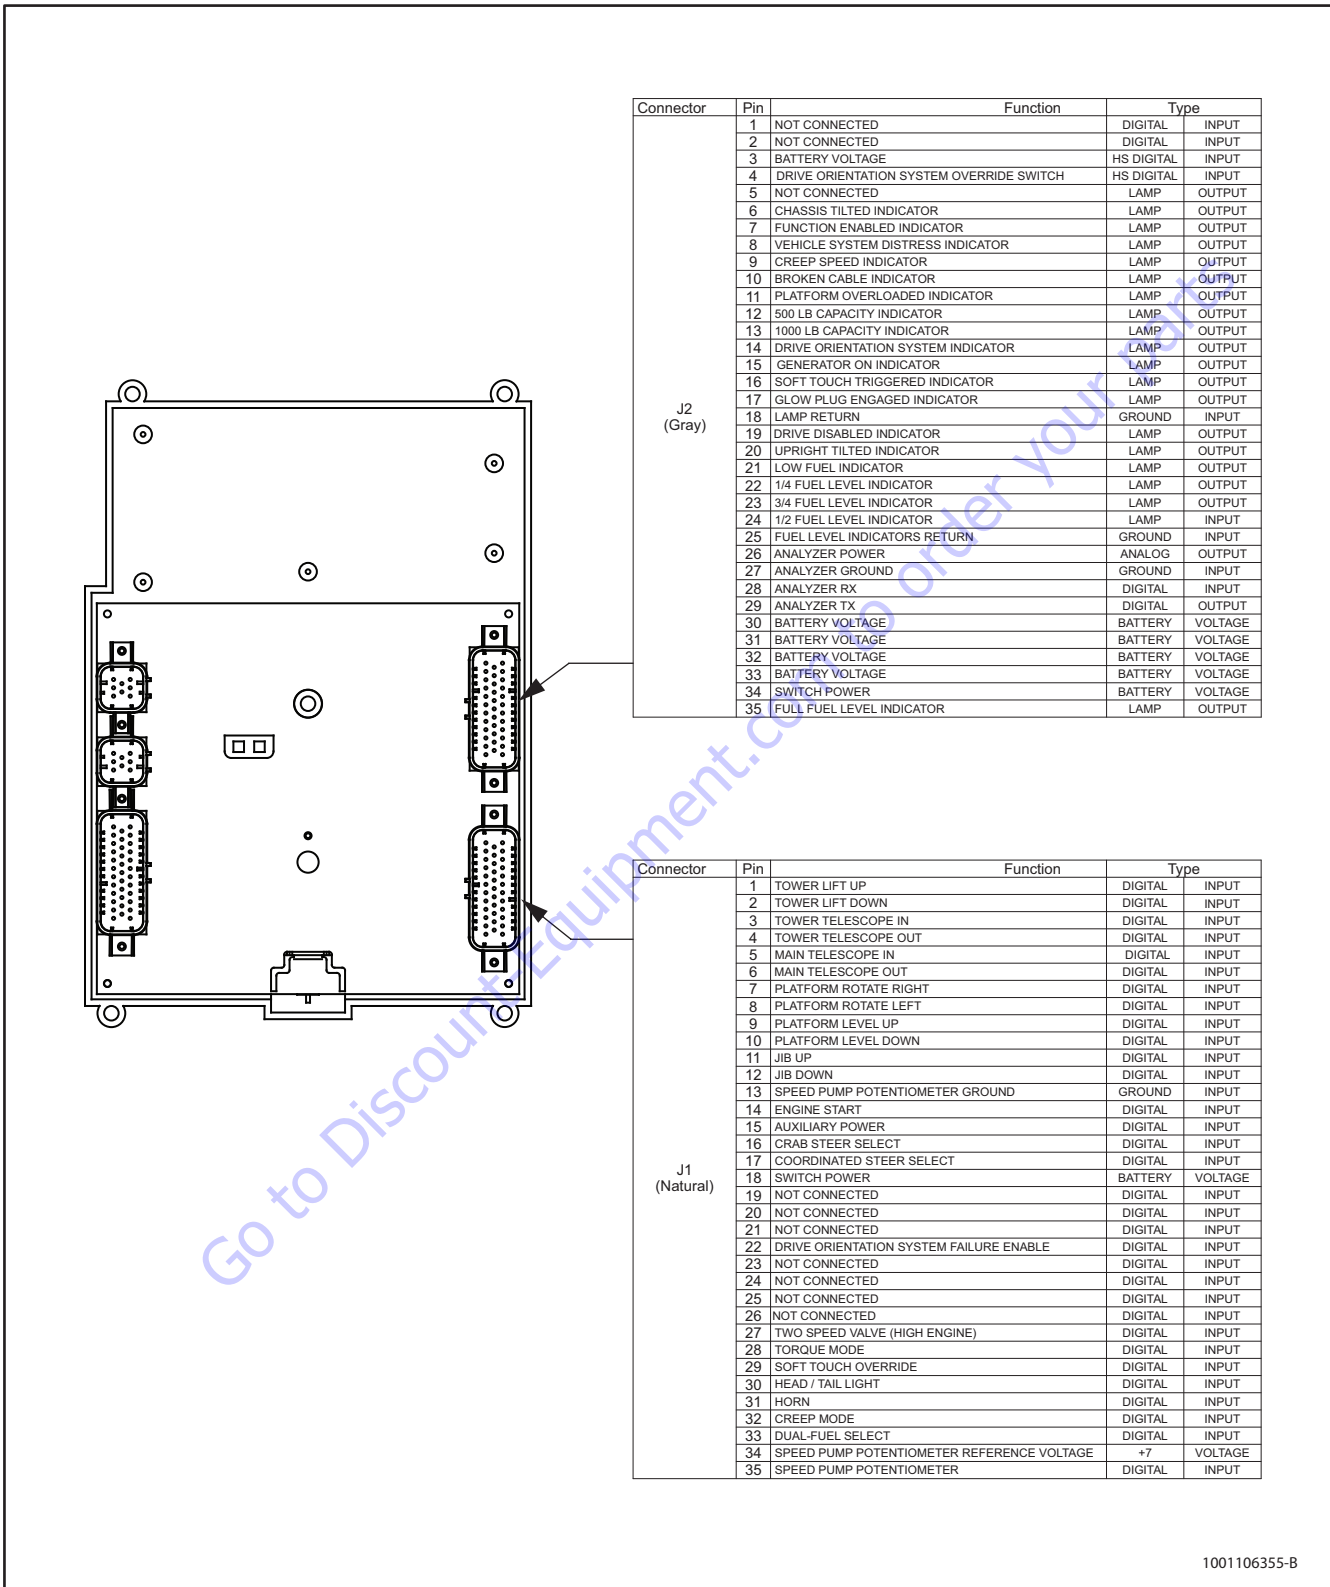 Connector Pin Function Type
1 NOT CONNECTED DIGITAL INPUT
2 NOT CONNECTED DIGITAL INPUT
3 BATTERY VOLTAGE HS DIGITAL INPUT
4 DRIVE ORIENTATION SYSTEM OVERRIDE SWITCH HS DIGITAL INPUT
5 NOT CONNECTED LAMP OUTPUT
6 CHASSIS TILTED INDICATOR LAMP OUTPUT
7 FUNCTION ENABLED INDICATOR LAMP OUTPUT
8 VEHICLE SYSTEM DISTRESS INDICATOR LAMP OUTPUT
9 CREEP SPEED INDICATOR LAMP OUTPUT
10 BROKEN CABLE INDICATOR LAMP OUTPUT
11 PLATFORM OVERLOADED INDICATOR LAMP OUTPUT
12 500 LB CAPACITY INDICATOR LAMP OUTPUT
13 1000 LB CAPACITY INDICATOR LAMP OUTPUT
14 DRIVE ORIENTATION SYSTEM INDICATOR LAMP OUTPUT
15 GENERATOR ON INDICATOR LAMP OUTPUT
16 SOFT TOUCH TRIGGERED INDICATOR LAMP OUTPUT
17 GLOW PLUG ENGAGED INDICATOR LAMP OUTPUT
J2
(Gray)
18 LAMP RETURN GROUND INPUT
19 DRIVE DISABLED INDICATOR LAMP OUTPUT
20 UPRIGHT TILTED INDICATOR LAMP OUTPUT
21 LOW FUEL INDICATOR LAMP OUTPUT
22 1/4 FUEL LEVEL INDICATOR LAMP OUTPUT
23 3/4 FUEL LEVEL INDICATOR LAMP OUTPUT
24 1/2 FUEL LEVEL INDICATOR LAMP INPUT
25 FUEL LEVEL INDICATORS RETURN GROUND INPUT
26 ANALYZER POWER ANALOG OUTPUT
27 ANALYZER GROUND GROUND INPUT
28 ANALYZER RX DIGITAL INPUT
29 ANALYZER TX DIGITAL OUTPUT
30 BATTERY VOLTAGE BATTERY VOLTAGE
31 BATTERY VOLTAGE BATTERY VOLTAGE
32 BATTERY VOLTAGE BATTERY VOLTAGE
33 BATTERY VOLTAGE BATTERY VOLTAGE
34 SWITCH POWER BATTERY VOLTAGE
35 FULL FUEL LEVEL INDICATOR LAMP OUTPUT
Connector Pin Function Type
1 TOWER LIFT UP DIGITAL INPUT
2 TOWER LIFT DOWN DIGITAL INPUT
3 TOWER TELESCOPE IN DIGITAL INPUT
4 TOWER TELESCOPE OUT DIGITAL INPUT
5 MAIN TELESCOPE IN DIGITAL INPUT
6 MAIN TELESCOPE OUT DIGITAL INPUT
7 PLATFORM ROTATE RIGHT DIGITAL INPUT
8 PLATFORM ROTATE LEFT DIGITAL INPUT
9 PLATFORM LEVEL UP DIGITAL INPUT
10 PLATFORM LEVEL DOWN DIGITAL INPUT
11 JIB UP DIGITAL INPUT
12 JIB DOWN DIGITAL INPUT
13 SPEED PUMP POTENTIOMETER GROUND GROUND INPUT
14 ENGINE START DIGITAL INPUT
15 AUXILIARY POWER DIGITAL INPUT
16 CRAB STEER SELECT DIGITAL INPUT
17 COORDINATED STEER SELECT DIGITAL INPUT
J1
(Natural)
18 SWITCH POWER BATTERY VOLTAGE
19 NOT CONNECTED DIGITAL INPUT
20 NOT CONNECTED DIGITAL INPUT
21 NOT CONNECTED DIGITAL INPUT
22 DRIVE ORIENTATION SYSTEM FAILURE ENABLE DIGITAL INPUT
23 NOT CONNECTED DIGITAL INPUT
24 NOT CONNECTED DIGITAL INPUT
25 NOT CONNECTED DIGITAL INPUT
26 NOT CONNECTED DIGITAL INPUT
27 TWO SPEED VALVE (HIGH ENGINE) DIGITAL INPUT
28 TORQUE MODE DIGITAL INPUT
29 SOFT TOUCH OVERRIDE DIGITAL INPUT
30 HEAD / TAIL LIGHT DIGITAL INPUT
31 HORN DIGITAL INPUT
32 CREEP MODE DIGITAL INPUT
33 DUAL-FUEL SELECT DIGITAL INPUT
34 SPEED PUMP POTENTIOMETER REFERENCE VOLTAGE +7 VOLTAGE
35 SPEED PUMP POTENTIOMETER DIGITAL INPUT
Go to Discount-Equipment.com to order your parts
1001106355-B